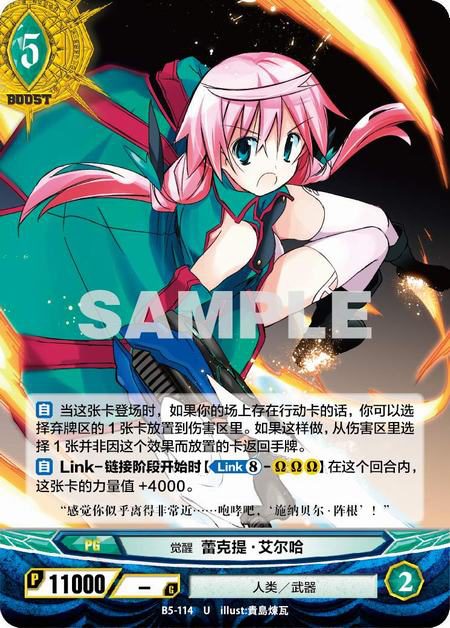 5
BOOST
SAMPLE
自 当这张卡登场时，如果你的场上存在行动卡的话，你可以选
择弃牌区的 1 张卡放置到伤害区里。如果这样做，从伤害区里选
择 1 张并非因这个效果而放置的卡返回手牌。
自 Link-链接阶段开始时【Link 8-ΩΩΩ】在这个回合内，
这张卡的力量值 +4000。
“感觉你似乎离得非常近……咆哮吧，‘施纳贝尔·阵根’！”
PG
觉醒 蕾克提·艾尔哈
P 11000 – G
人类／武器
2
B5-114 U illust:貴島煉瓦